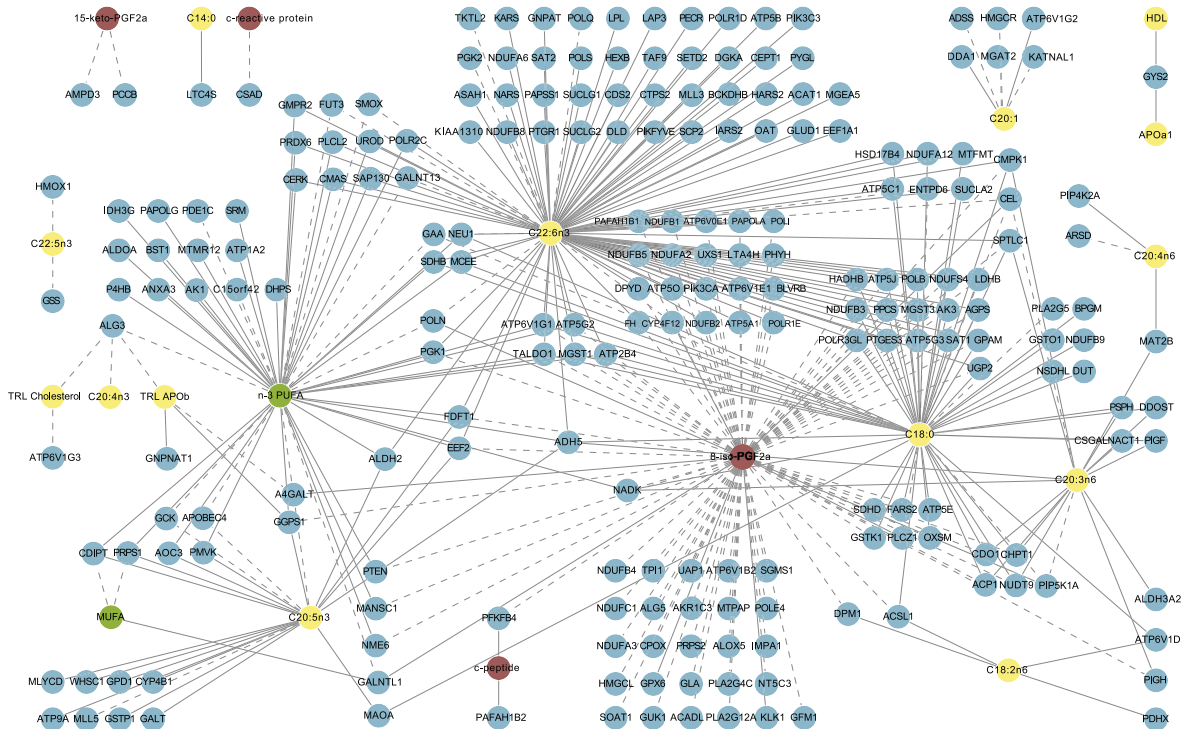 15-keto-PGF2a C14:0 c-reactive protein
AMPD3 PCCB LTC4S CSAD
TKTL2 KARS GNPAT POLQ LPL LAP3 PECR POLR1D ATP5B PIK3C3
PGK2 NDUFA6 SAT2 POLS HEXB TAF9 SETD2 DGKA CEPT1 PYGL
ASAH1 NARS PAPSS1 SUCLG1 CDS2 CTPS2 MLL3 BCKDHB HARS2 ACAT1 MGEA5
KIAA1310 NDUFB8 PTGR1 SUCLG2 DLD PIKFYVE SCP2 IARS2 OAT GLUD1 EEF1A1
ADSS HMGCR ATP6V1G2
DDA1 MGAT2 KATNAL1
C20:1
HDL
GYS2
APOa1
GMPR2 FUT3 SMOX
PRDX6 PLCL2 UROD POLR2C
CERK CMAS SAP130 GALNT13
HSD17B4 NDUFA12 MTFMT CMPK1
ATP5C1 ENTPD6 SUCLA2 CEL
SPTLC1
PIP4K2A
ARSD
C20:4n6
MAT2B
HMOX1
C22:5n3
GSS
IDH3G PAPOLG PDE1C SRM
ALDOA BST1 MTMR12 ATP1A2
P4HB ANXA3 AK1 C15orf42 DHPS
GAA NEU1
SDHB MCEE
C22:6n3
PAFAH1B1 NDUFB1 ATP6V0E1 PAPOLA POLI
NDUFB5 NDUFA2 UXS1 LTA4H PHYH
DPYD ATP5O PIK3CA ATP6V1E1 BLVRB
FH CYP4F12 NDUFB2 ATP5A1 POLR1E
HADHB ATP5J POLB NDUFS4 LDHB
NDUFB3 PPCS MGST3 AK3 AGPS
POLR3GL PTGES3 ATP5G3 SAT1 GPAM
UGP2
PLA2G5 BPGM
GSTO1 NDUFB9
NSDHL DUT
ALG3
TRL Cholesterol C20:4n3 TRL APOb
ATP6V1G3 GNPNAT1
n-3 PUFA
POLN
PGK1
ATP6V1G1 ATP5G2
TALDO1 MGST1 ATP2B4
FDFT1
EEF2
ALDH2
ADH5
NADK
8-iso-PGF2a
C18:0
PSPH DDOST
CSGALNACT1 PIGF
C20:3n6
A4GALT
GGPS1
GCK APOBEC4
CDIPT PRPS1 AOC3 PMVK
MUFA
C20:5n3
PTEN
MANSC1
NME6
GALNTL1
MAOA
PFKFB4
c-peptide
PAFAH1B2
MLYCD WHSC1 GPD1 CYP4B1
ATP9A MLL5 GSTP1 GALT
NDUFB4 TPI1 UAP1 ATP6V1B2 SGMS1
NDUFC1 ALG5 AKR1C3 MTPAP POLE4
NDUFA3 CPOX PRPS2 ALOX5 IMPA1
HMGCL GPX6 GLA PLA2G4C NT5C3
SOAT1 GUK1 ACADL PLA2G12A KLK1 GFM1
SDHD FARS2 ATP5E
GSTK1 PLCZ1 OXSM
CDO1 CHPT1
ACP1 NUDT9 PIP5K1A
DPM1 ACSL1
C18:2n6
ALDH3A2
ATP6V1D
PIGH
PDHX